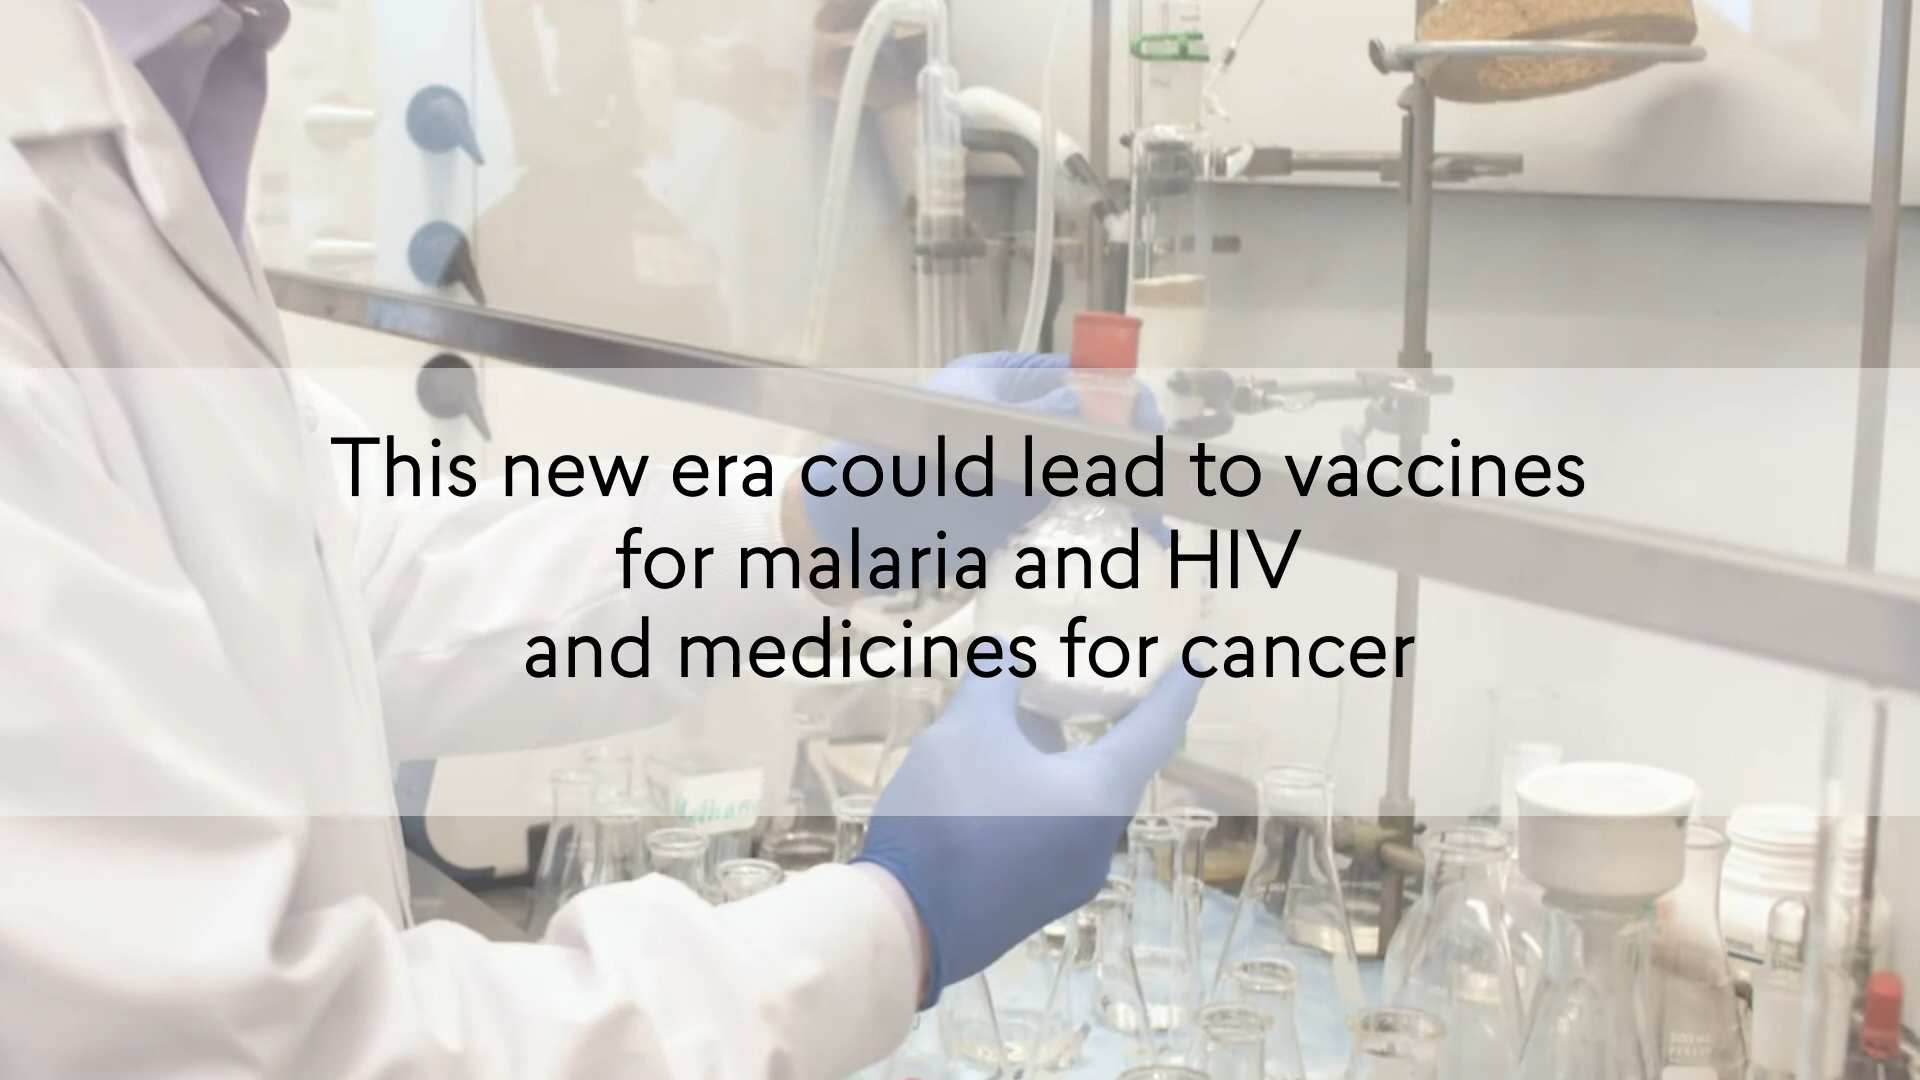 This new era could lead to vaccines
for malaria and HIV
and medicines for cancer